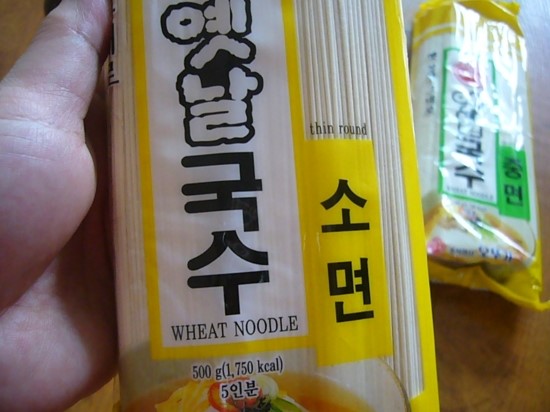 옛날
국수
thin round
소면
WHEAT NOODLE
500 g(1,750 kcal)
5인분
옛날국수
중면